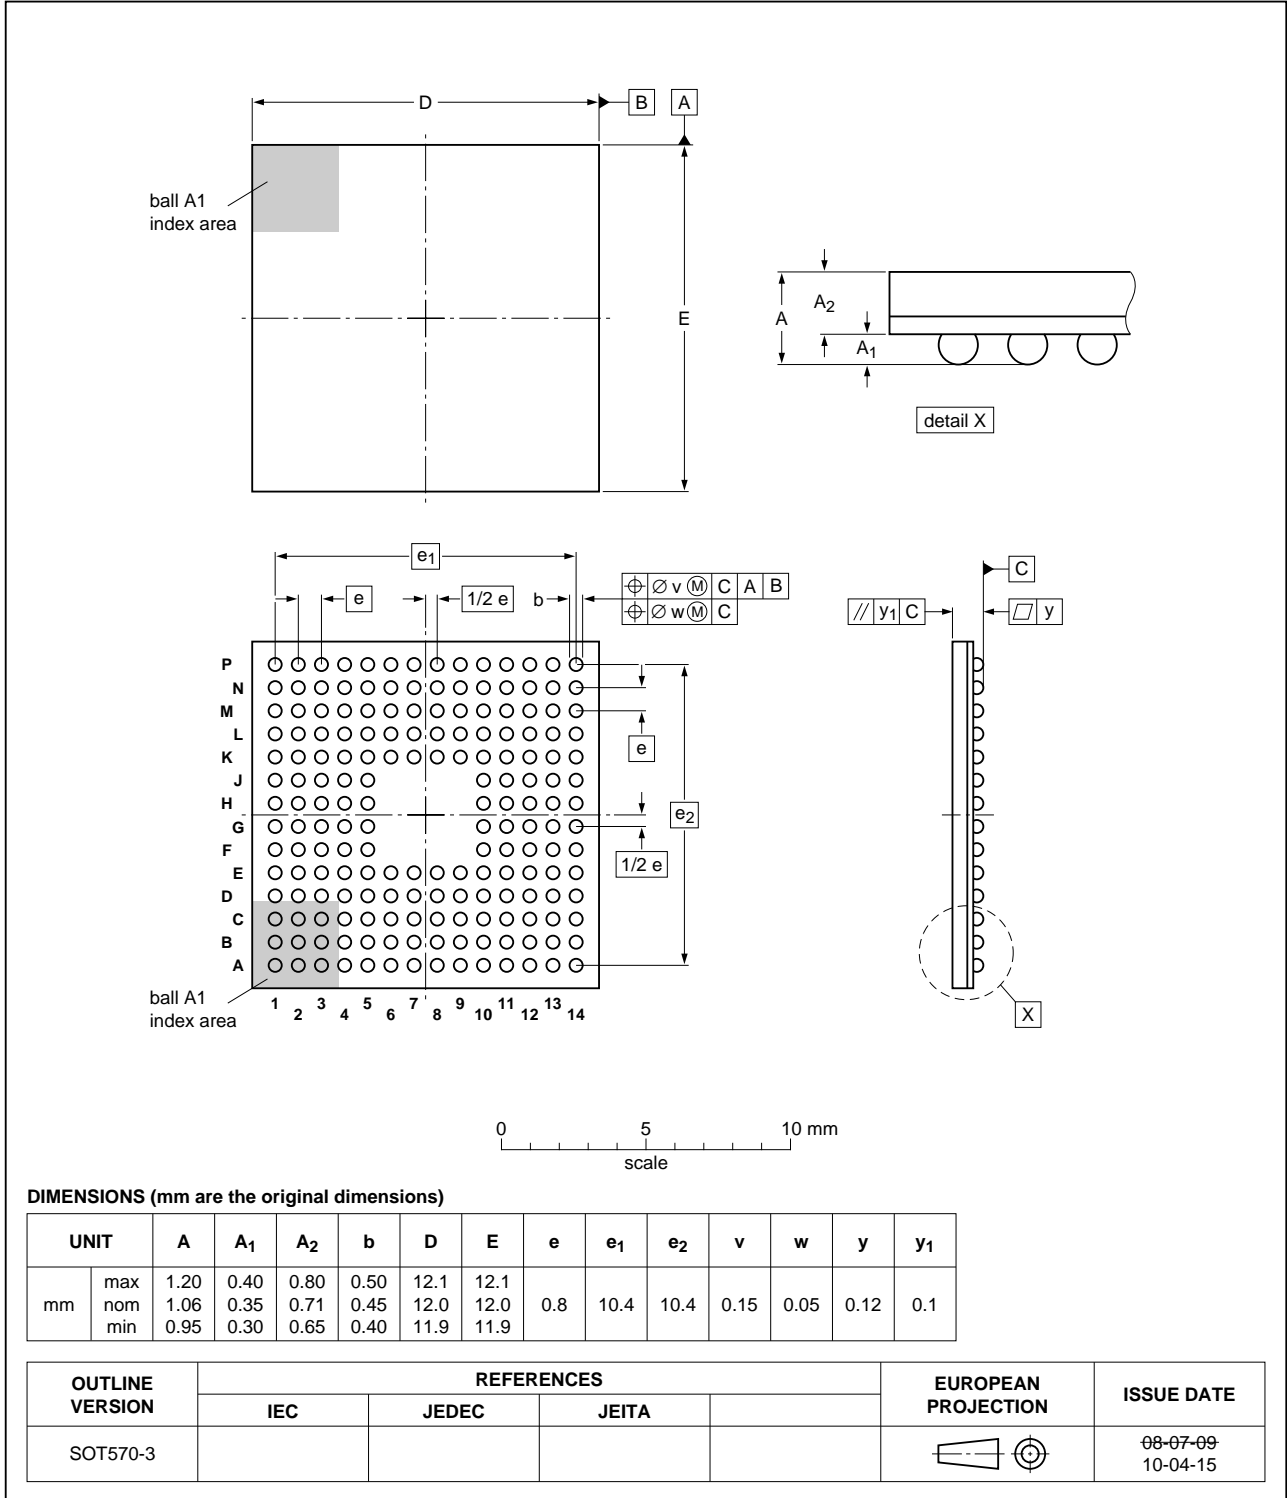 D
B
A
ball A1
index area
E
A
A2
A1
detail X
e1
e
1/2 e
b
⌖ ∅ v Ⓜ C A B
⌖ ∅ w Ⓜ C
C
// y1 C
▱ y
P
N
M
L
K
J
H
G
F
E
D
C
B
A
e
e2
1/2 e
ball A1
index area
1 2 3 4 5 6 7 8 9 10 11 12 13 14
X
0 5 10 mm
scale
DIMENSIONS (mm are the original dimensions)
UNIT A A1 A2 b D E e e1 e2 v w y y1
mm
max 1.20 0.40 0.80 0.50 12.1 12.1
nom 1.06 0.35 0.71 0.45 12.0 12.0 0.8 10.4 10.4 0.15 0.05 0.12 0.1
min 0.95 0.30 0.65 0.40 11.9 11.9
OUTLINE VERSION
REFERENCES
IEC JEDEC JEITA
EUROPEAN PROJECTION
ISSUE DATE
SOT570-3
08-07-09
10-04-15